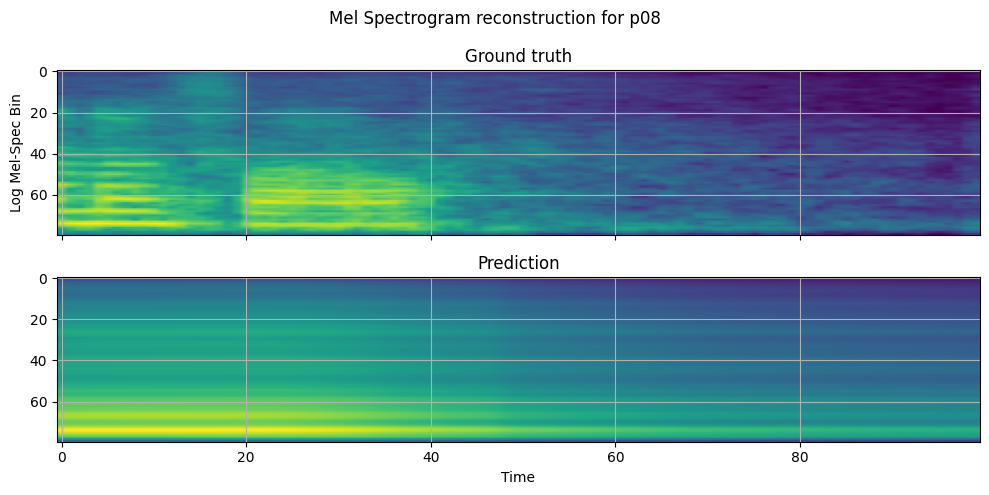 Mel Spectrogram reconstruction for p08
Ground truth
Log Mel-Spec Bin
0
20
40
60
Prediction
0
20
40
60
0 20 40 60 80
Time